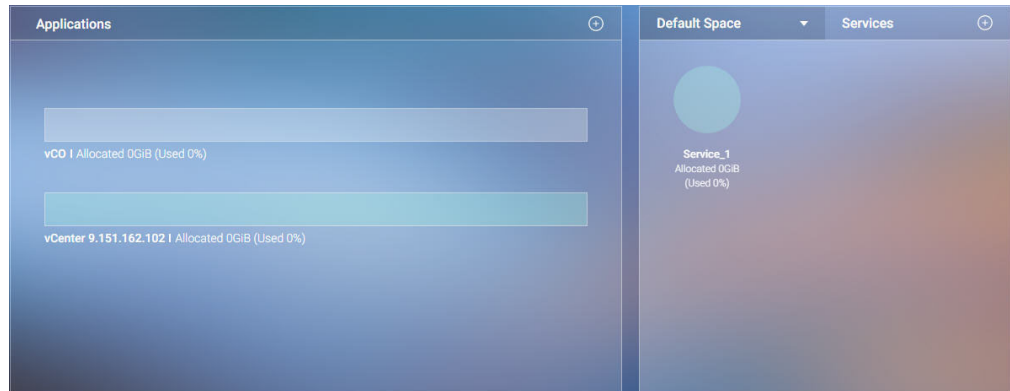 Applications
vCO I Allocated 0GiB (Used 0%)
vCenter 9.151.162.102 I Allocated 0GiB (Used 0%)
Default Space
Services
Service_1
Allocated 0GiB
(Used 0%)